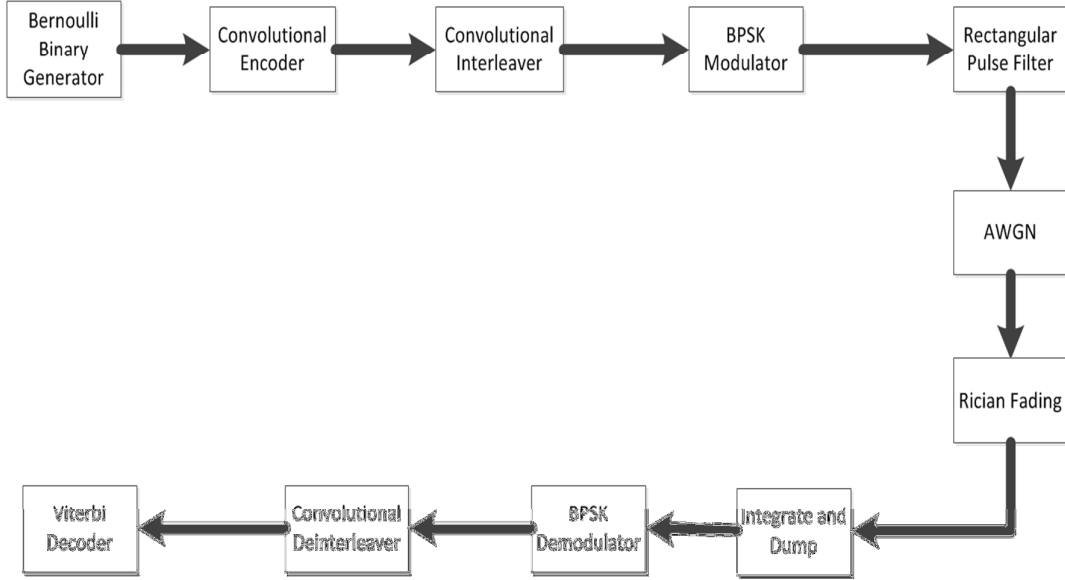 Bernoulli
Binary
Generator
Convolutional
Encoder
Convolutional
Interleaver
BPSK
Modulator
Rectangular
Pulse Filter
AWGN
Rician Fading
Integrate and
Dump
BPSK
Demodulator
Convolutional
Deinterleaver
Viterbi
Decoder